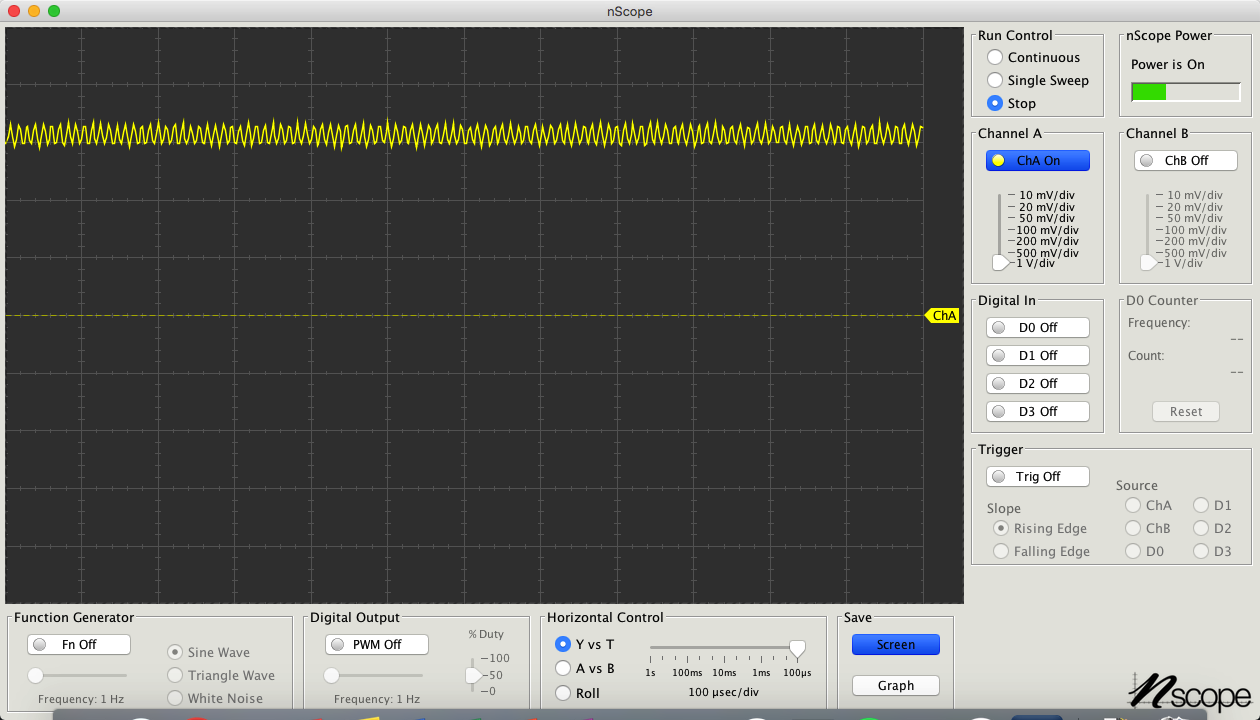 nScope
Run Control
Continuous
Single Sweep
Stop
nScope Power
Power is On
Channel A
ChA On
10 mV/div
20 mV/div
50 mV/div
100 mV/div
200 mV/div
500 mV/div
1 V/div
Channel B
ChB Off
10 mV/div
20 mV/div
50 mV/div
100 mV/div
200 mV/div
500 mV/div
1 V/div
ChA
Digital In
D0 Off
D1 Off
D2 Off
D3 Off
D0 Counter
Frequency:
--
Count:
--
Reset
Trigger
Trig Off
Slope
Rising Edge
Falling Edge
Source
ChA
D1
ChB
D2
D0
D3
Function Generator
Fn Off
Sine Wave
Triangle Wave
White Noise
Frequency: 1 Hz
Digital Output
PWM Off
% Duty
100
50
0
Frequency: 1 Hz
Horizontal Control
Y vs T
A vs B
Roll
1s 100ms 10ms 1ms 100µs
100 µsec/div
Save
Screen
Graph
nscope